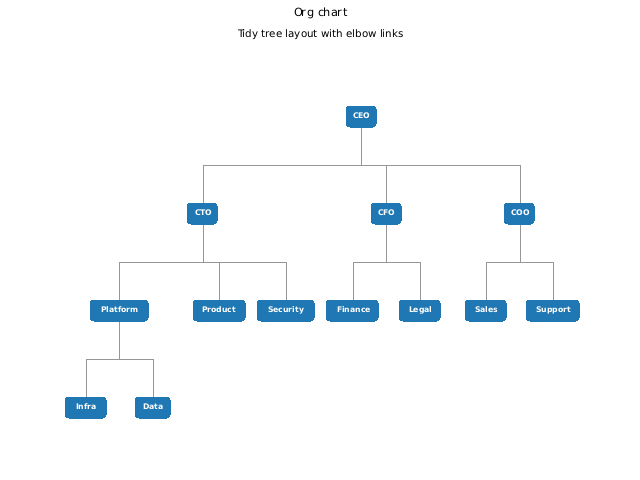 Org chart
Tidy tree layout with elbow links
CEO
CTO
CFO
COO
Platform
Product
Security
Finance
Legal
Sales
Support
Infra
Data